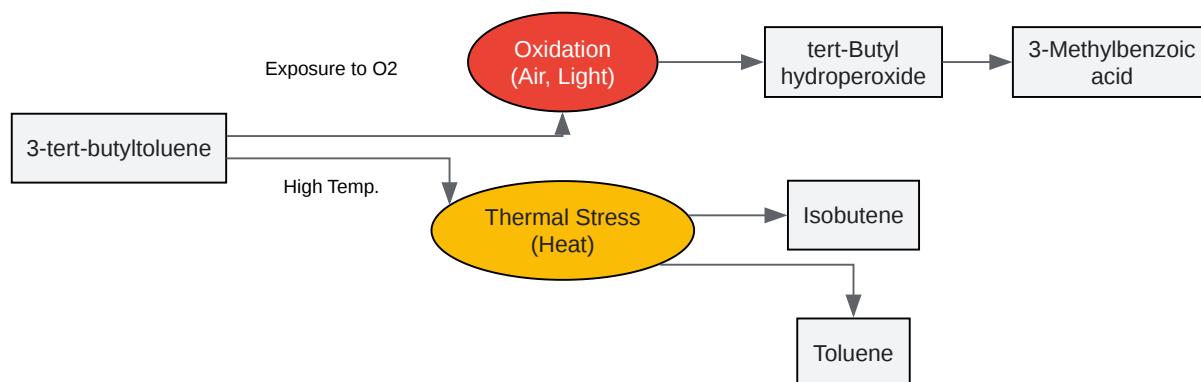 Exposure to O2
Oxidation
(Air, Light)
tert-Butyl
hydroperoxide
3-Methylbenzoic
acid
3-tert-butyltoluene
High Temp.
Thermal Stress
(Heat)
Isobutene
Toluene